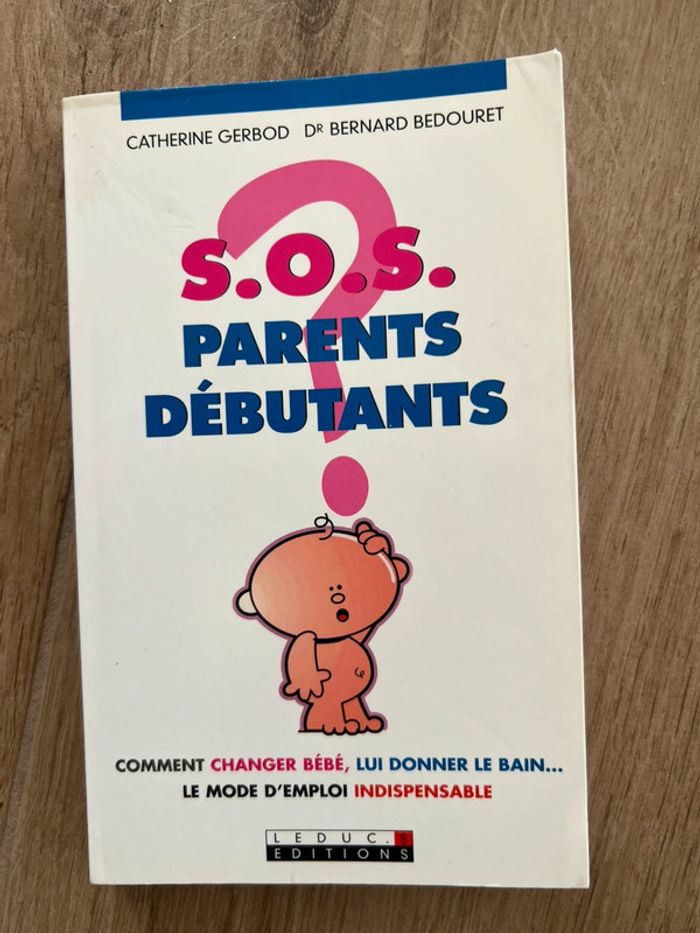 CATHERINE GERBOD DR BERNARD BEDOURET
?
S.O.S.
PARENTS
DÉBUTANTS
COMMENT CHANGER BÉBÉ, LUI DONNER LE BAIN...
LE MODE D'EMPLOI INDISPENSABLE
LEDUC.S
EDITIONS